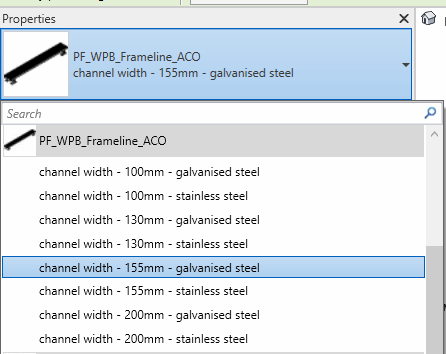 Properties
PF_WPB_Frameline_ACO
channel width - 155mm - galvanised steel
Search
PF_WPB_Frameline_ACO
channel width - 100mm - galvanised steel
channel width - 100mm - stainless steel
channel width - 130mm - galvanised steel
channel width - 130mm - stainless steel
channel width - 155mm - galvanised steel
channel width - 155mm - stainless steel
channel width - 200mm - galvanised steel
channel width - 200mm - stainless steel